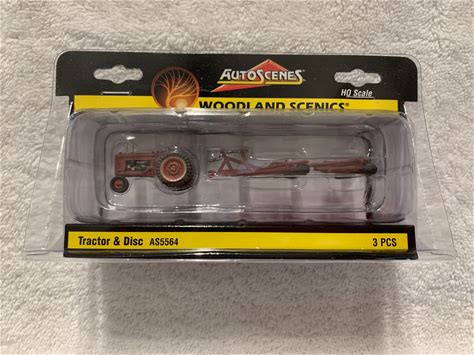 AUTOSCENES®
HO Scale
WOODLAND SCENICS®
Tractor & Disc AS5564
3 PCS